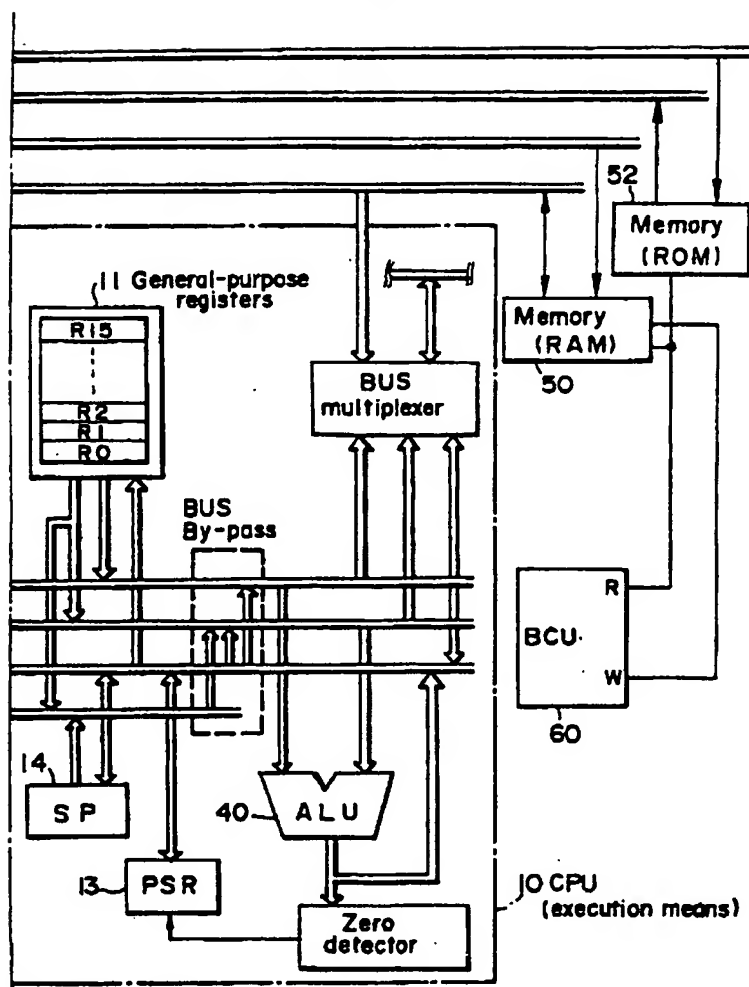 52
Memory
(ROM)
11 General-purpose
registers
R15
R2
R1
R0
Memory
(RAM)
50
BUS
multiplexer
BUS
By-pass
R
BCU
W
60
14
SP
40
ALU
13
PSR
10 CPU
(execution means)
Zero
detector